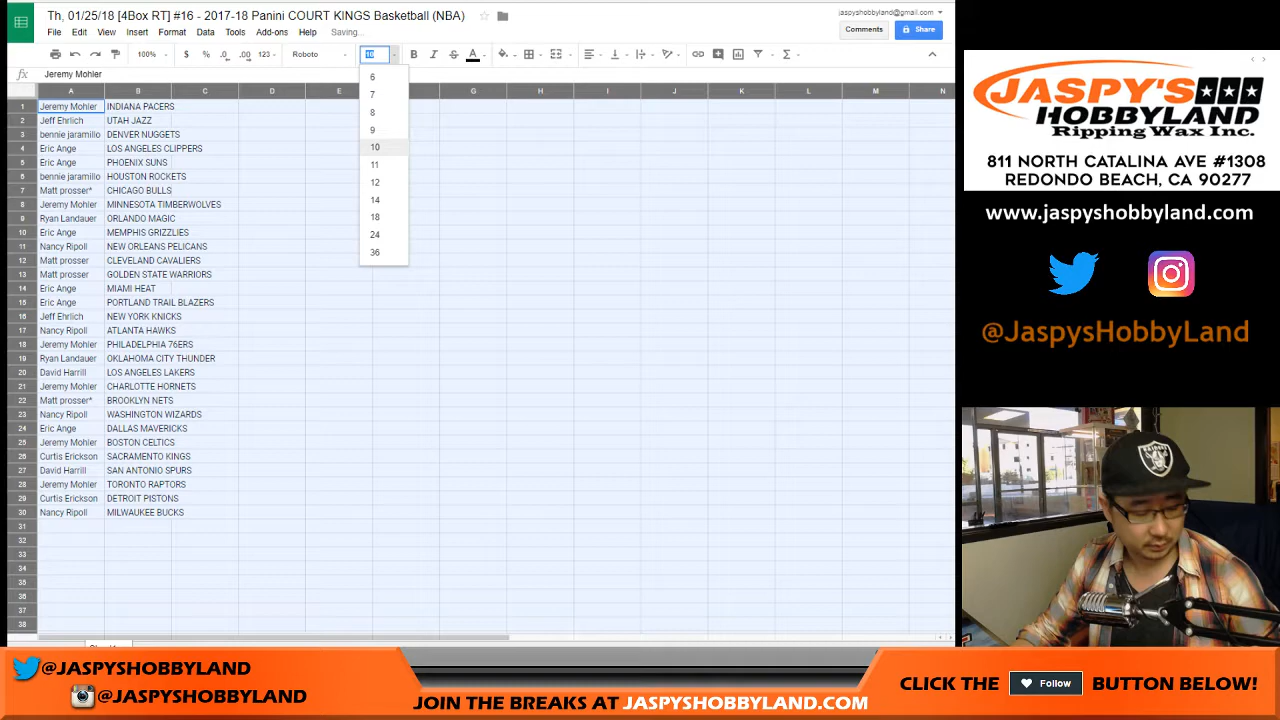 Th, 01/25/18 [4Box RT] #16 - 2017-18 Panini COURT KINGS Basketball (NBA)
jaspyshobbyland@gmail.com
File Edit View Insert Format Data Tools Add-ons Help Saving...
Comments
Share
100% $ % .0 .00 123 Roboto 10 B I S A
fx Jeremy Mohler
A B C D E G H I J K L M N
1 Jeremy Mohler INDIANA PACERS
2 Jeff Ehrlich UTAH JAZZ
3 bennie jaramillo DENVER NUGGETS
4 Eric Ange LOS ANGELES CLIPPERS
5 Eric Ange PHOENIX SUNS
6 bennie jaramillo HOUSTON ROCKETS
7 Matt prosser* CHICAGO BULLS
8 Jeremy Mohler MINNESOTA TIMBERWOLVES
9 Ryan Landauer ORLANDO MAGIC
10 Eric Ange MEMPHIS GRIZZLIES
11 Nancy Ripoll NEW ORLEANS PELICANS
12 Matt prosser CLEVELAND CAVALIERS
13 Matt prosser GOLDEN STATE WARRIORS
14 Eric Ange MIAMI HEAT
15 Eric Ange PORTLAND TRAIL BLAZERS
16 Jeff Ehrlich NEW YORK KNICKS
17 Nancy Ripoll ATLANTA HAWKS
18 Jeremy Mohler PHILADELPHIA 76ERS
19 Ryan Landauer OKLAHOMA CITY THUNDER
20 David Harrill LOS ANGELES LAKERS
21 Jeremy Mohler CHARLOTTE HORNETS
22 Matt prosser* BROOKLYN NETS
23 Nancy Ripoll WASHINGTON WIZARDS
24 Eric Ange DALLAS MAVERICKS
25 Jeremy Mohler BOSTON CELTICS
26 Curtis Erickson SACRAMENTO KINGS
27 David Harrill SAN ANTONIO SPURS
28 Jeremy Mohler TORONTO RAPTORS
29 Curtis Erickson DETROIT PISTONS
30 Nancy Ripoll MILWAUKEE BUCKS
31
32
33
34
35
36
37
38
6
7
8
9
10
11
12
14
18
24
36
JASPY'S
HOBBYLAND
Ripping Wax Inc.
811 NORTH CATALINA AVE #1308
REDONDO BEACH, CA 90277
www.jaspyshobbyland.com
@JaspysHobbyLand
RAIDERS
@JASPYSHOBBYLAND
@JASPYSHOBBYLAND
JOIN THE BREAKS AT JASPYSHOBBYLAND.COM
CLICK THE Follow BUTTON BELOW!